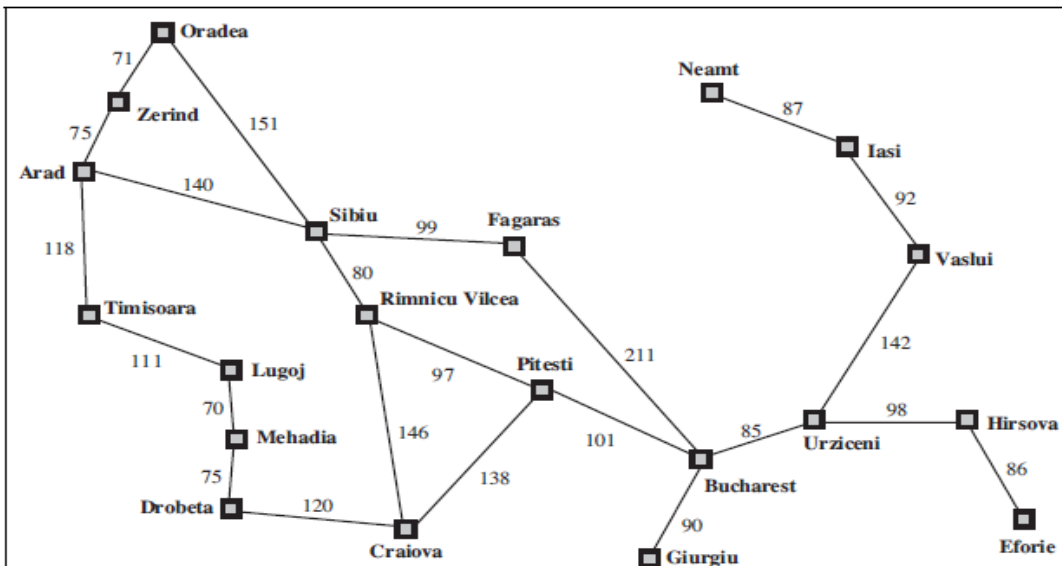 Oradea
71
Neamt
Zerind
87
75
151
Iasi
Arad
140
92
Sibiu
Fagaras
99
118
Vaslui
80
Timisoara
Rimnicu Vilcea
142
111
Lugoj
97
Pitesti
211
70
98
Hirsova
Mehadia
146
101
85
Urziceni
75
138
86
Bucharest
Drobeta
120
90
Craiova
Giurgiu
Eforie